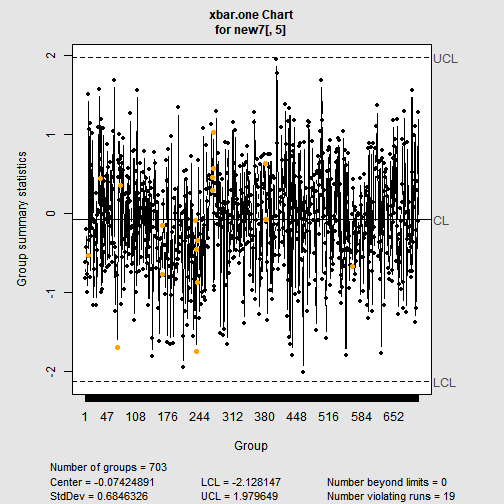 xbar.one Chart
for new7[, 5]
Group summary statistics
2
1
0
-1
-2
UCL
CL
LCL
1 47 108 176 244 312 380 448 516 584 652
Group
Number of groups = 703
Center = -0.07424891 LCL = -2.128147 Number beyond limits = 0
StdDev = 0.6846326 UCL = 1.979649 Number violating runs = 19